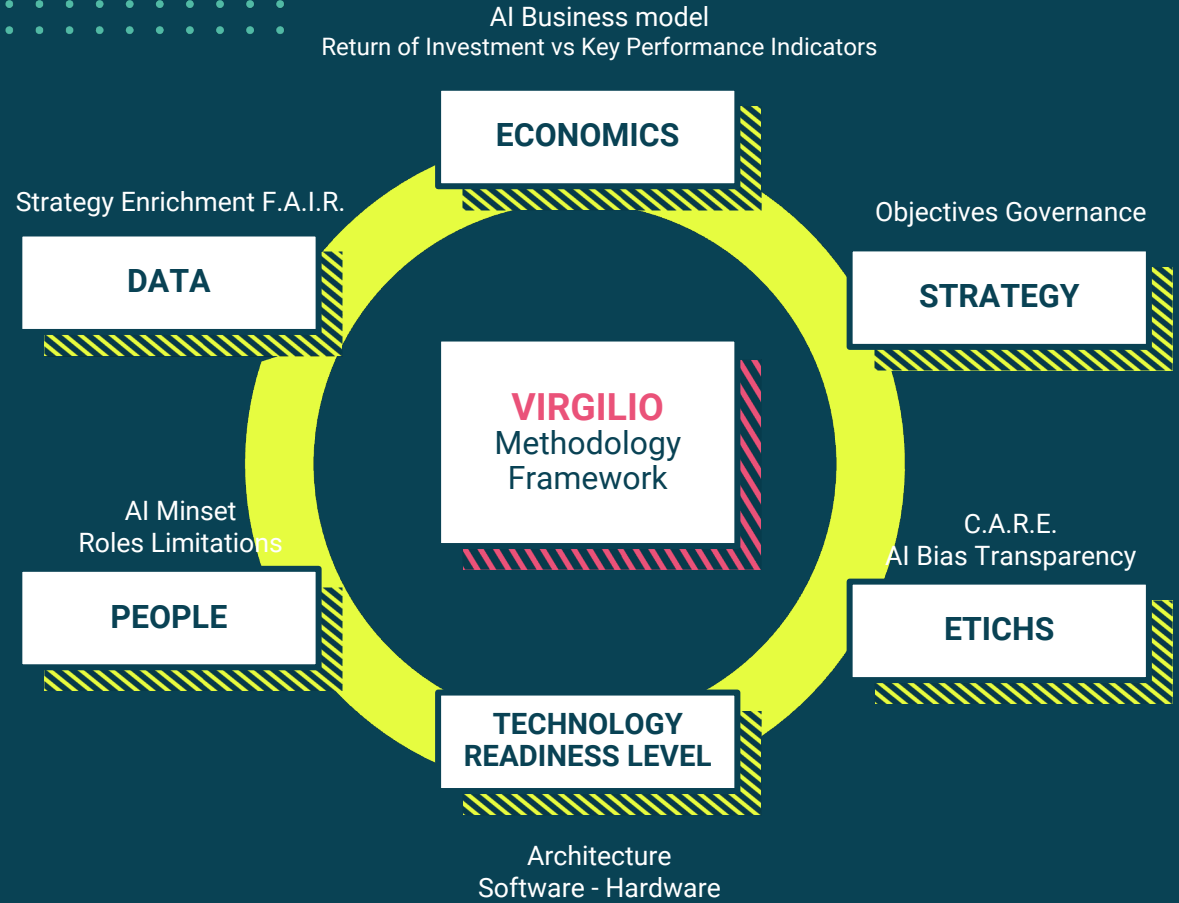 AI Business model
Return of Investment vs Key Performance Indicators
ECONOMICS
Strategy Enrichment F.A.I.R.
DATA
Objectives Governance
STRATEGY
VIRGILIO
Methodology
Framework
AI Minset
Roles Limitations
PEOPLE
C.A.R.E.
AI Bias Transparency
ETICHS
TECHNOLOGY
READINESS LEVEL
Architecture
Software - Hardware